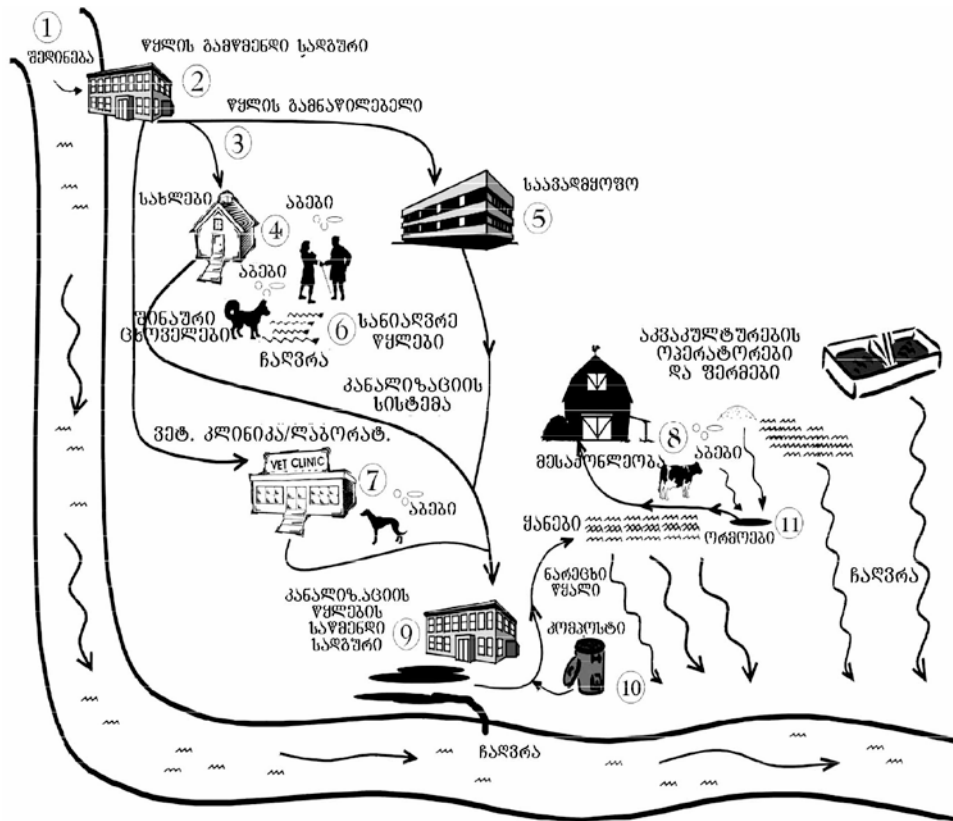 1
შედინება
წყლის გამწმენდი სადგური
2
წყლის გამნაწილებელი
3
სახლები
4
აბები
საავადმყოფო
5
აბები
შინაური
ცხოველები
6
სანიაღვრე
წყლები
ჩაღვრა
კანალიზაციის
სისტემა
აკვაკულტურების
ოპერატორები
და ფერმები
ვეტ. კლინიკა/ლაბორატ.
VET CLINIC
7
აბები
8
მესაქონლეობა
აბები
ყანები
ორმოები
11
ნარეცხი
წყალი
ჩაღვრა
კანალიზ.აციის
წყლების
საწმენდი
სადგური
9
კომპოსტი
10
ჩაღვრა